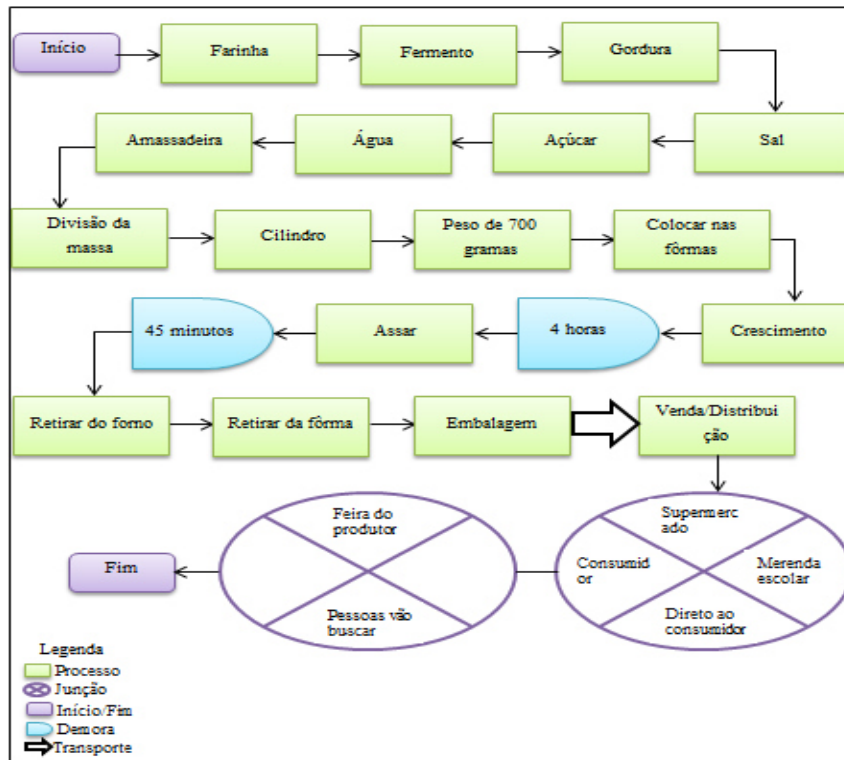 Início
Farinha
Fermento
Gordura
Sal
Açúcar
Água
Amassadeira
Divisão da
massa
Cilindro
Peso de 700
gramas
Colocar nas
fôrmas
Crescimento
4 horas
Assar
45 minutos
Retirar do forno
Retirar da fôrma
Embalagem
Venda/Distribui
ção
Supermerc
ado
Consumid
or
Merenda
escolar
Direto ao
consumidor
Feira do
produtor
Pessoas vão
buscar
Fim
Legenda
Processo
Junção
Início/Fim
Demora
Transporte